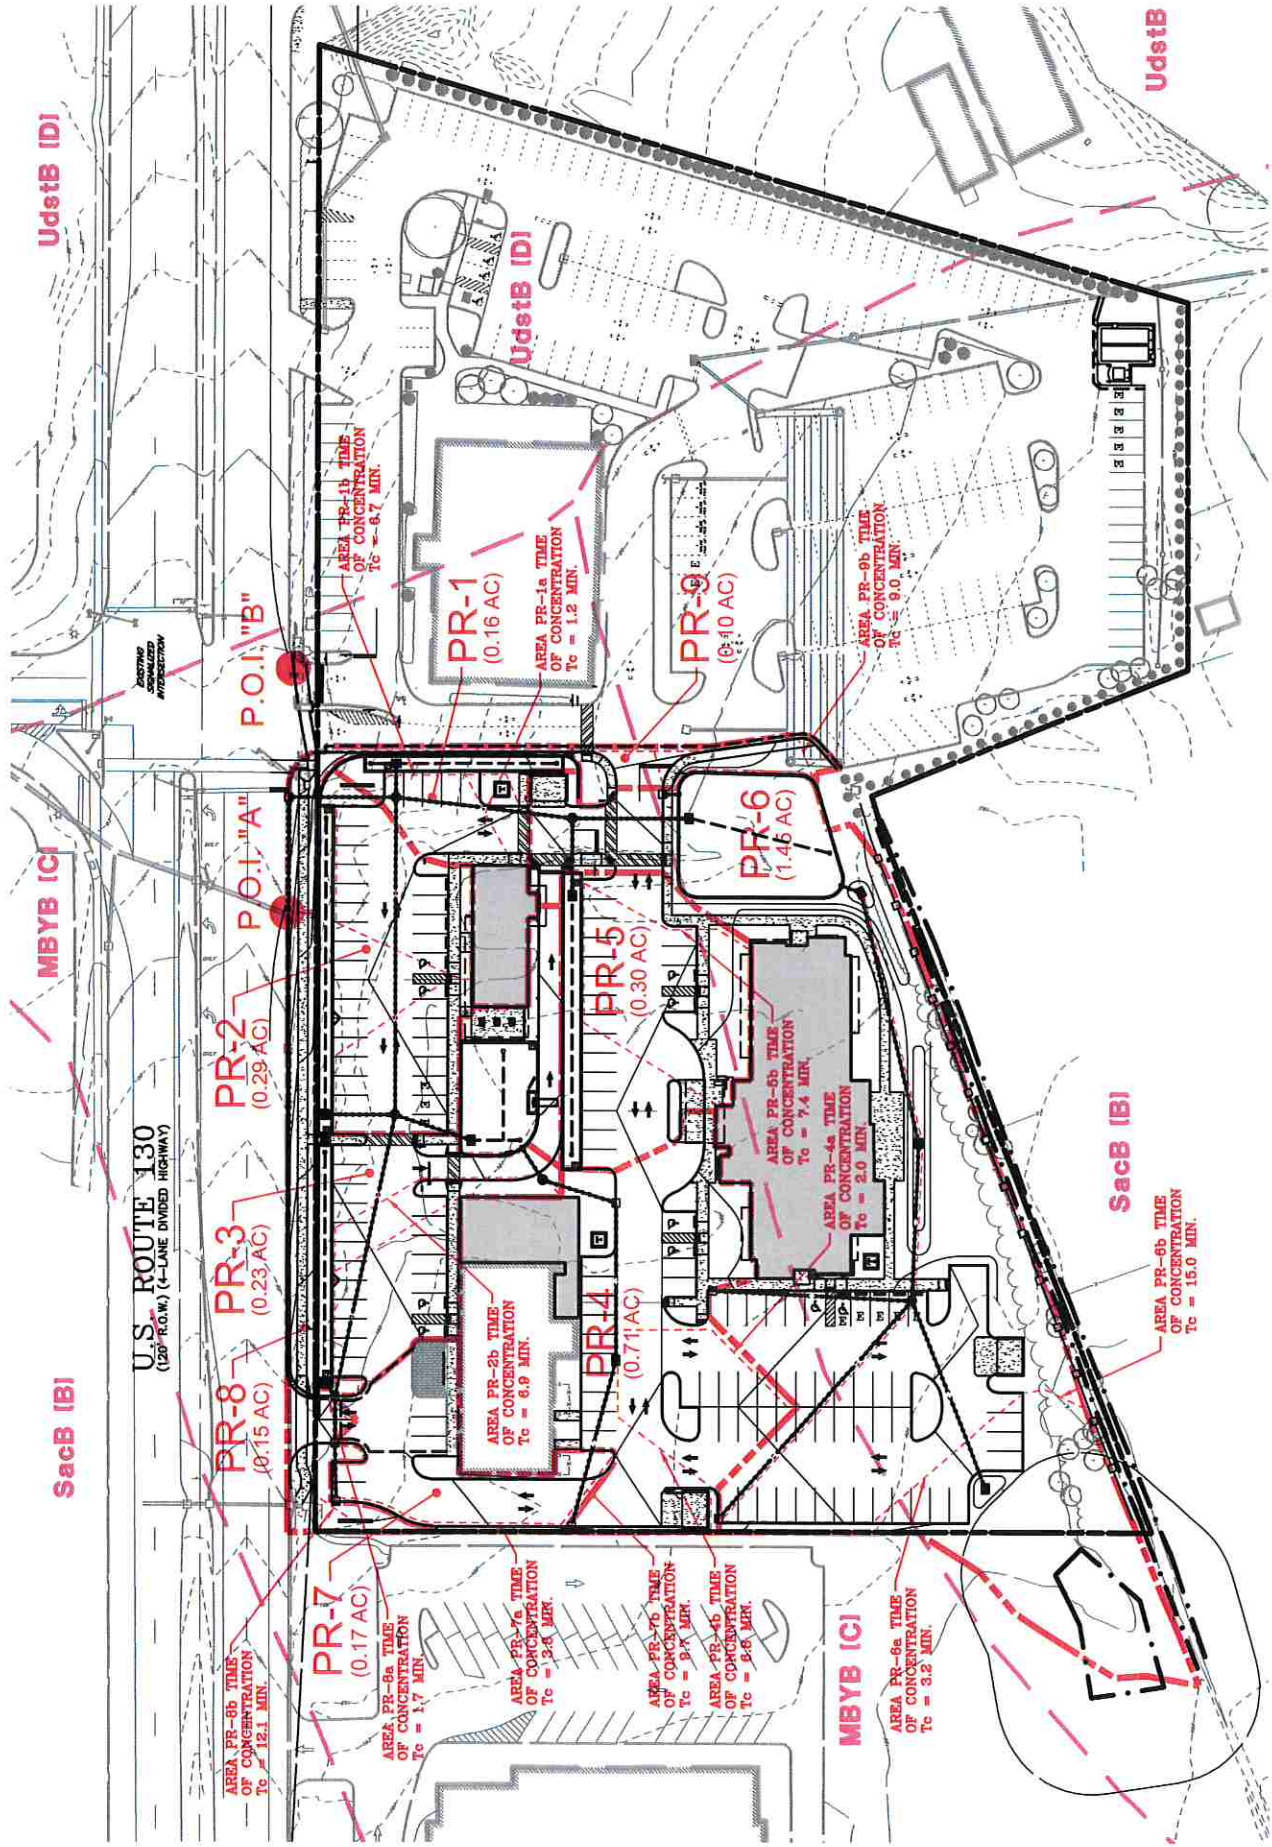 UdstB [D]
MBYB [C]
SacB [B]
U.S. ROUTE 130
(120' R.O.W.) (4-LANE DIVIDED HIGHWAY)
EXISTING
SIGNALIZED
INTERSECTION
P.O.I. "B"
P.O.I. "A"
PR-2
(0.29 AC)
PR-3
(0.23 AC)
PR-8
(0.15 AC)
PR-7
(0.17 AC)
AREA PR-8b TIME
OF CONCENTRATION
Tc = 12.1 MIN.
AREA PR-8a TIME
OF CONCENTRATION
Tc = 1.7 MIN.
AREA PR-1b TIME
OF CONCENTRATION
Tc = 6.7 MIN.
PR-1
(0.16 AC)
AREA PR-1a TIME
OF CONCENTRATION
Tc = 1.2 MIN.
UdstB [D]
AREA PR-2b TIME
OF CONCENTRATION
Tc = 6.9 MIN.
PR-9
(0.10 AC)
PR-5
(0.30 AC)
PR-4
(0.71 AC)
PR-6
(1.45 AC)
AREA PR-9b TIME
OF CONCENTRATION
Tc = 9.0 MIN.
AREA PR-5b TIME
OF CONCENTRATION
Tc = 7.4 MIN.
AREA PR-4a TIME
OF CONCENTRATION
Tc = 2.0 MIN.
AREA PR-7a TIME
OF CONCENTRATION
AREA PR-7b TIME
OF CONCENTRATION
AREA PR-4b TIME
OF CONCENTRATION
AREA PR-6a TIME
OF CONCENTRATION
Tc = 3.2 MIN.
AREA PR-6b TIME
OF CONCENTRATION
Tc = 15.0 MIN.
MBYB [C]
SacB [B]
UdstB
E E E E E